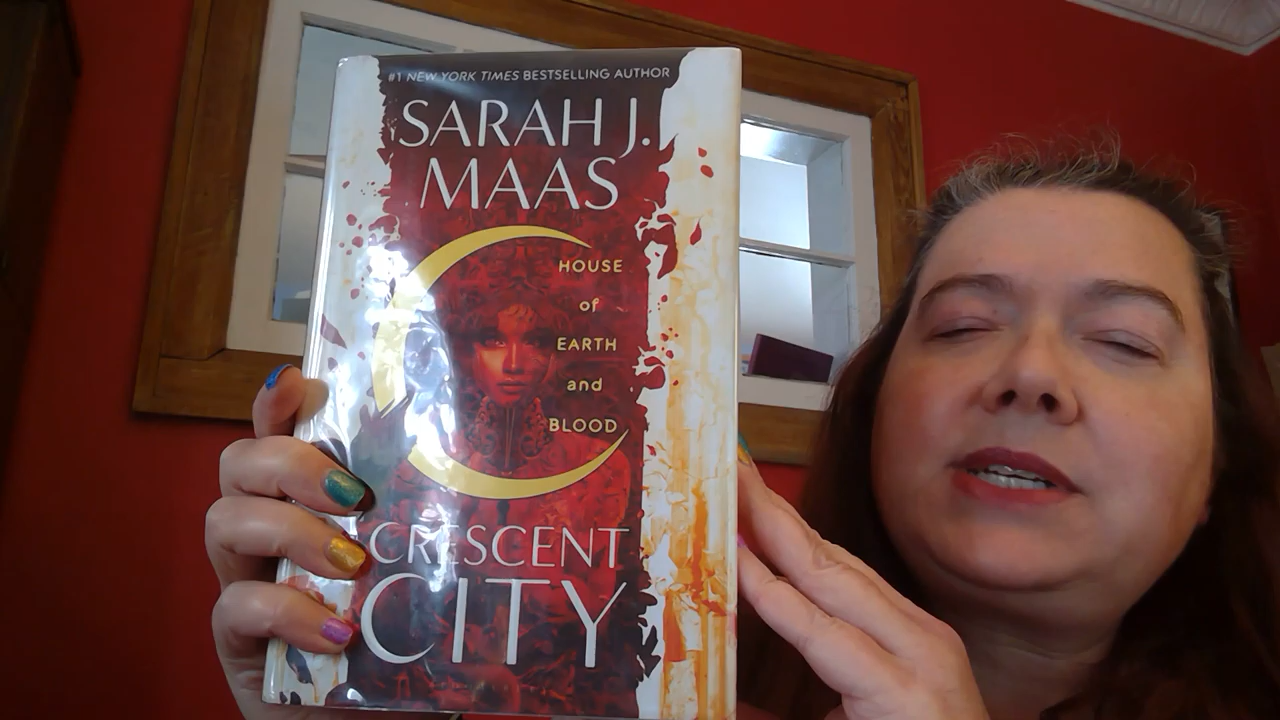 #1 NEW YORK TIMES BESTSELLING AUTHOR
SARAH J.
MAAS
HOUSE
of
EARTH
and
BLOOD
CRESCENT
CITY